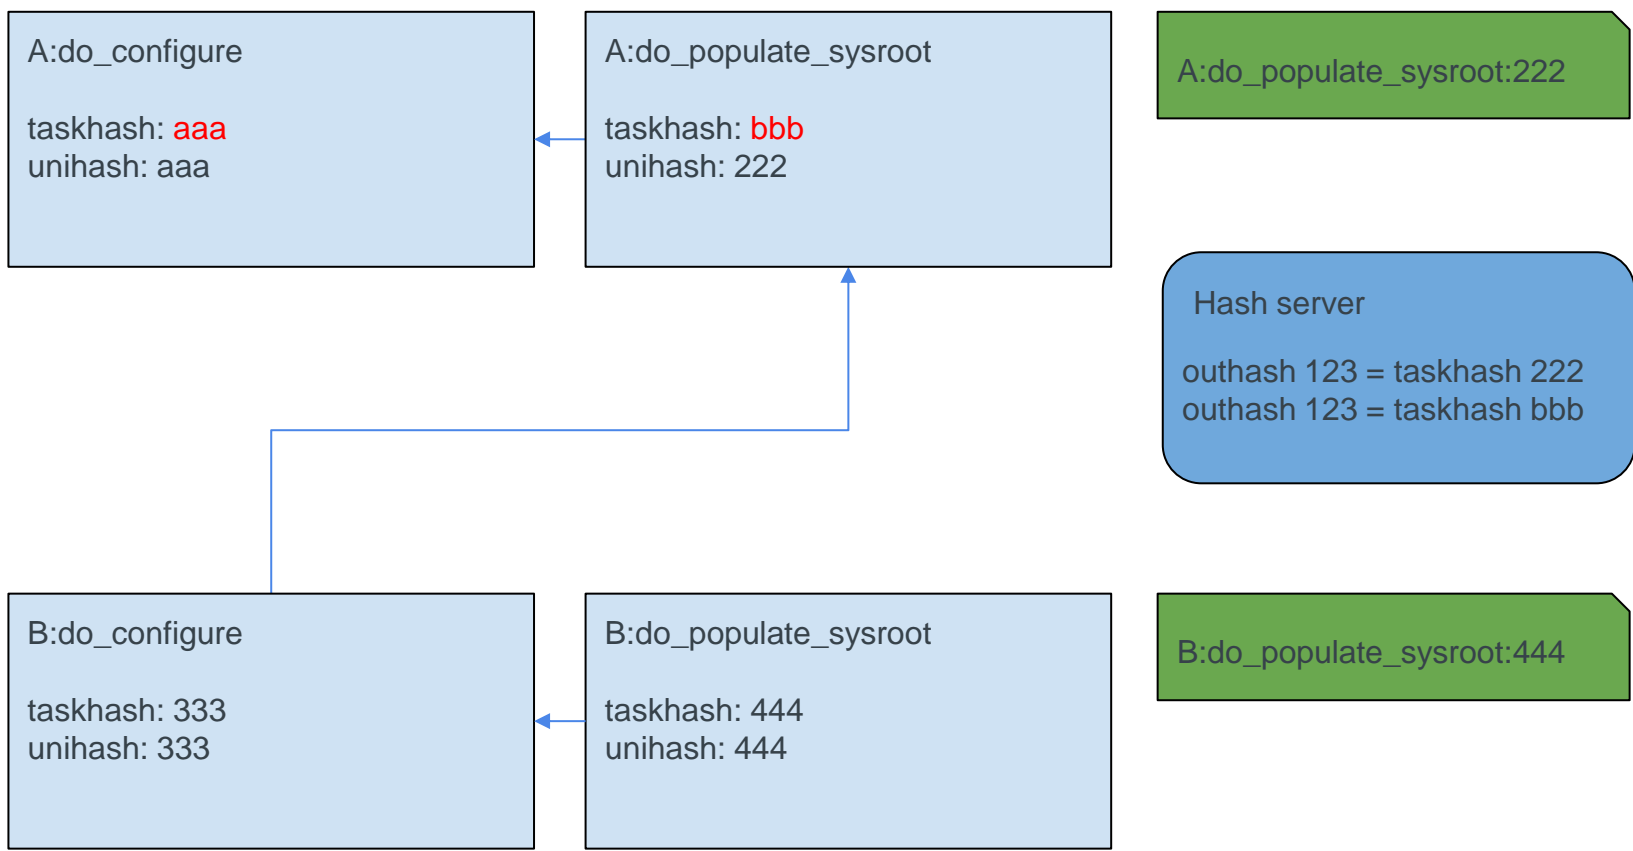 A:do_configure
taskhash: aaa
unihash: aaa
A:do_populate_sysroot
taskhash: bbb
unihash: 222
A:do_populate_sysroot:222
Hash server
outhash 123 = taskhash 222
outhash 123 = taskhash bbb
B:do_configure
taskhash: 333
unihash: 333
B:do_populate_sysroot
taskhash: 444
unihash: 444
B:do_populate_sysroot:444